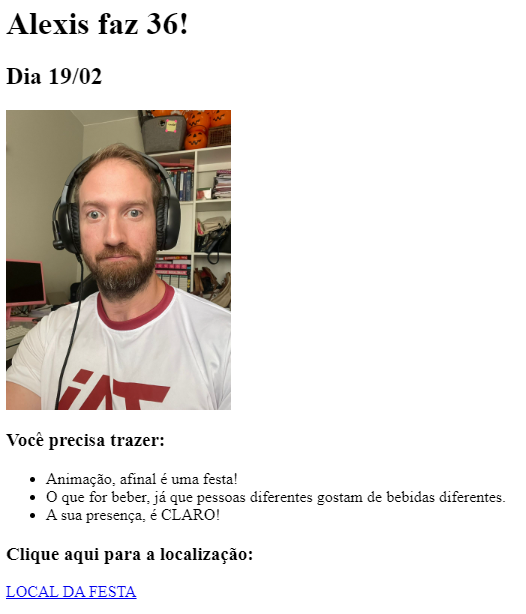 Alexis faz 36!
Dia 19/02
Você precisa trazer:
Animação, afinal é uma festa!
O que for beber, já que pessoas diferentes gostam de bebidas diferentes.
A sua presença, é CLARO!
Clique aqui para a localização:
LOCAL DA FESTA